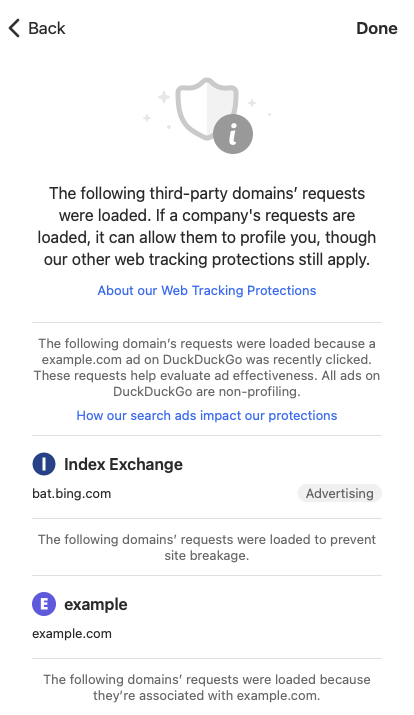 Back
Done
The following third-party domains’ requests
were loaded. If a company's requests are
loaded, it can allow them to profile you, though
our other web tracking protections still apply.
About our Web Tracking Protections
The following domain’s requests were loaded because a
example.com ad on DuckDuckGo was recently clicked.
These requests help evaluate ad effectiveness. All ads on
DuckDuckGo are non-profiling.
How our search ads impact our protections
I Index Exchange
bat.bing.com
Advertising
The following domains’ requests were loaded to prevent
site breakage.
E example
example.com
The following domains’ requests were loaded because
they’re associated with example.com.